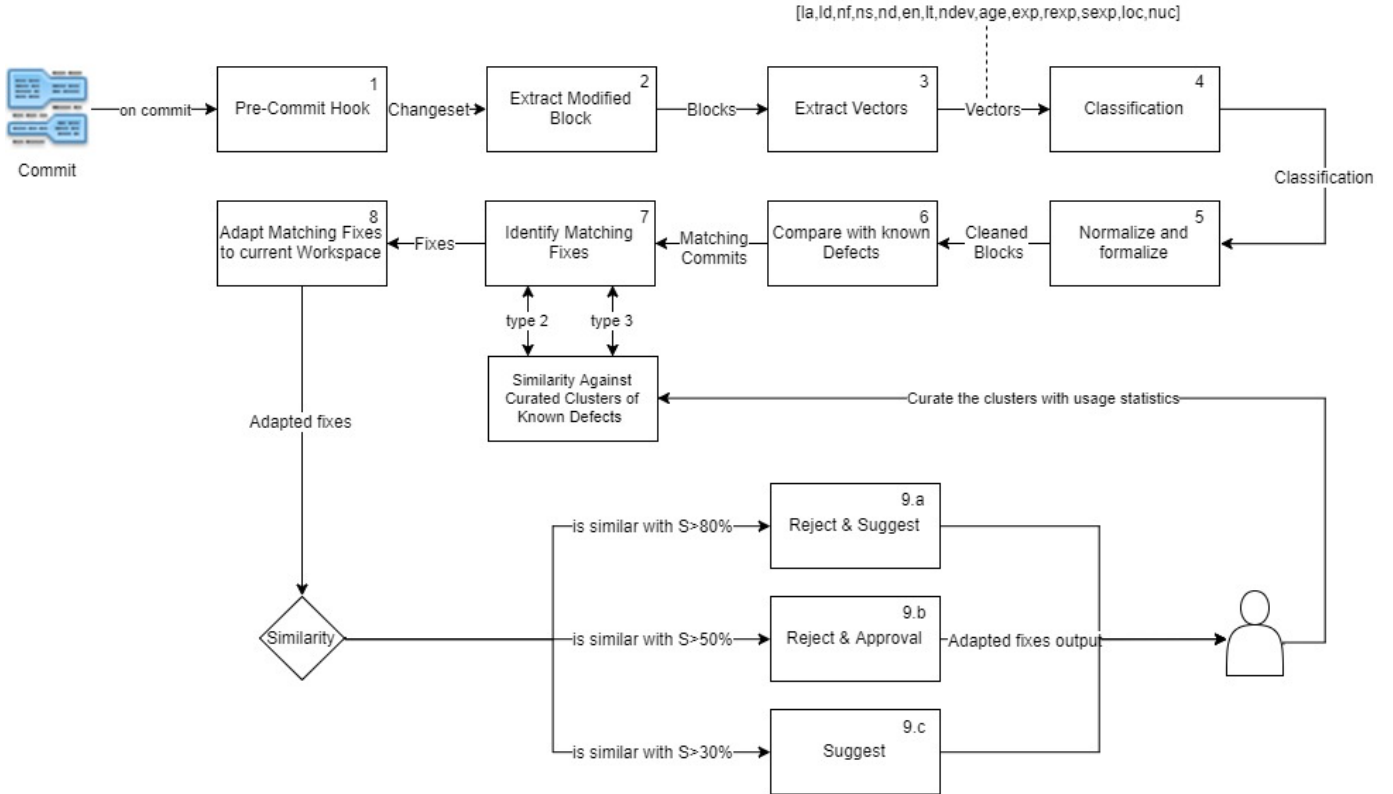 [la,ld,nf,ns,nd,en,lt,ndev,age,exp,rexp,sexp,loc,nuc]
Commit
on commit
1
Pre-Commit Hook
Changeset
2
Extract Modified
Block
Blocks
3
Extract Vectors
Vectors
4
Classification
Classification
5
Normalize and
formalize
Cleaned
Blocks
6
Compare with known
Defects
Matching
Commits
7
Identify Matching
Fixes
Fixes
8
Adapt Matching Fixes
to current Workspace
type 2
type 3
Similarity Against
Curated Clusters of
Known Defects
Curate the clusters with usage statistics
Adapted fixes
Similarity
is similar with S>80%
9.a
Reject & Suggest
is similar with S>50%
9.b
Reject & Approval
Adapted fixes output
is similar with S>30%
9.c
Suggest